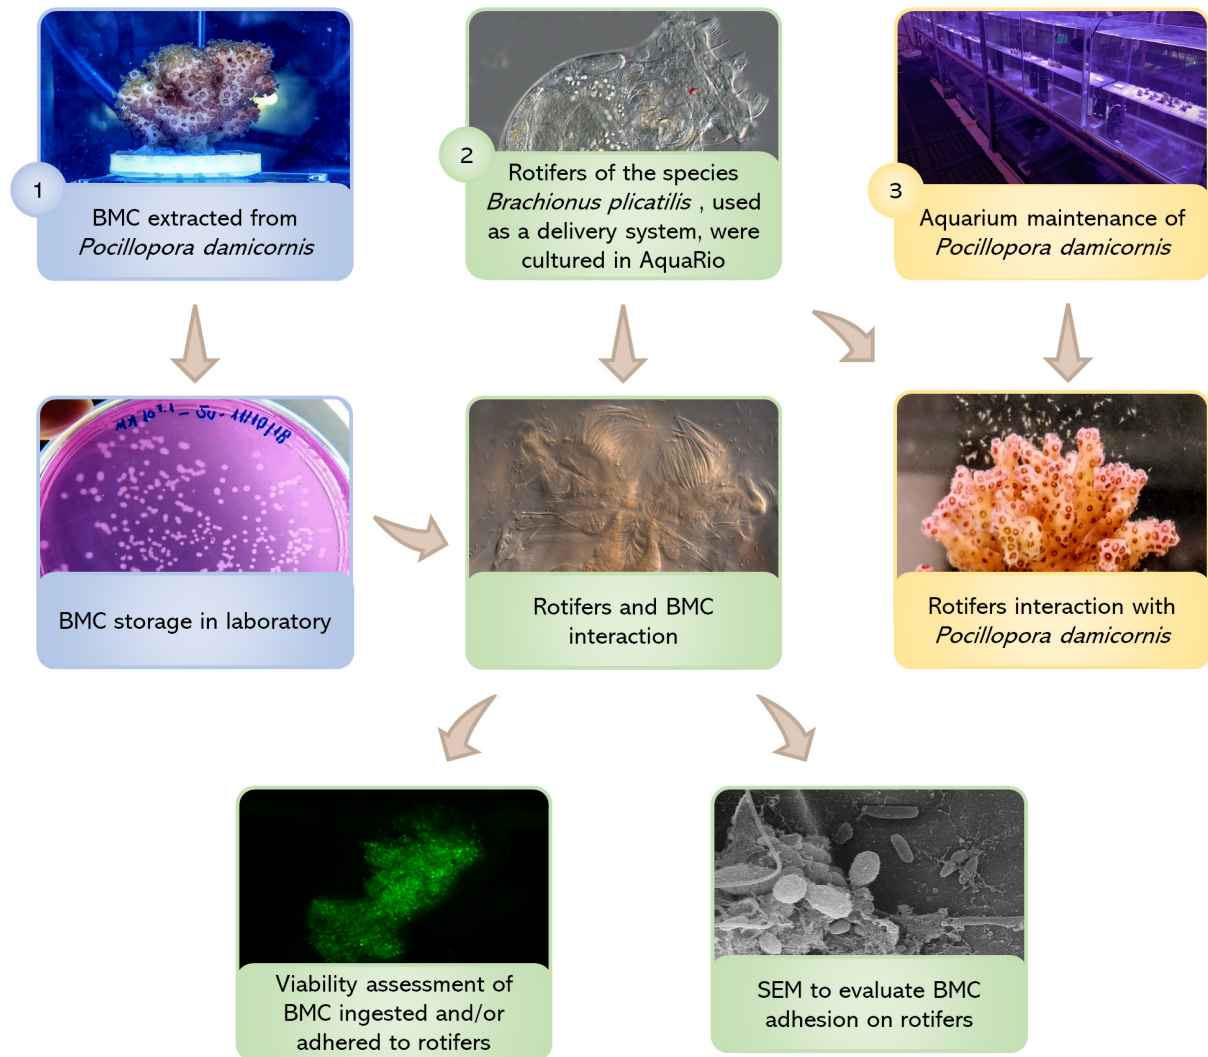 1
BMC extracted from
Pocillopora damicornis
2
Rotifers of the species
Brachionus plicatilis , used
as a delivery system, were
cultured in AquaRio
3
Aquarium maintenance of
Pocillopora damicornis
BMC storage in laboratory
Rotifers and BMC
interaction
Rotifers interaction with
Pocillopora damicornis
Viability assessment of
BMC ingested and/or
adhered to rotifers
SEM to evaluate BMC
adhesion on rotifers